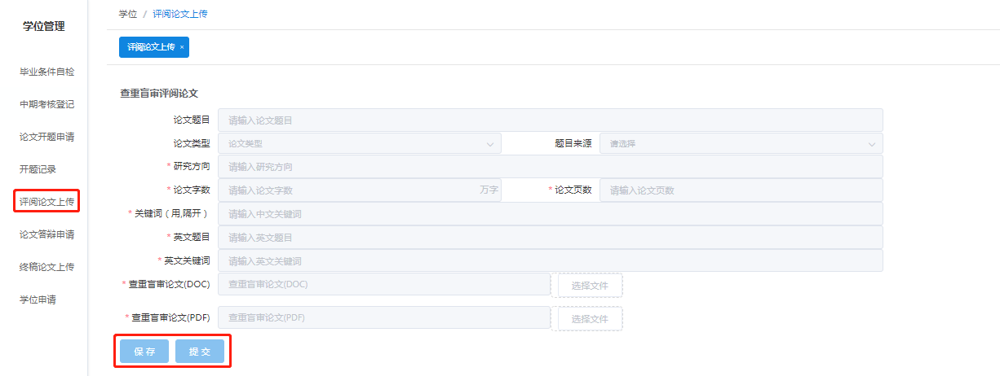 学位管理
毕业条件自检
中期考核登记
论文开题申请
开题记录
评阅论文上传
论文答辩申请
终稿论文上传
学位申请
学位 / 评阅论文上传
评阅论文上传 ×
查重盲审评阅论文
论文题目 请输入论文题目
论文类型 论文类型 题目来源 请选择
* 研究方向 请输入研究方向
* 论文字数 请输入论文字数 万字 * 论文页数 请输入论文页数
* 关键词（用,隔开） 请输入中文关键词
* 英文题目 请输入英文题目
* 英文关键词 请输入英文关键词
* 查重盲审论文(DOC) 查重盲审论文(DOC) 选择文件
* 查重盲审论文(PDF) 查重盲审论文(PDF) 选择文件
保存 提交